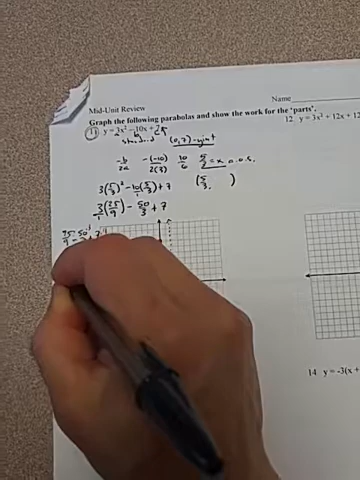 Mid-Unit Review
Name
Graph the following parabolas and show the work for the 'parts'.
11 y = 3x² - 10x + 7
12 y = 3x² + 12x + 12
standard (0, 7) - y int
-b/2a -(-10)/2(3) 10/6 5/3 = x a.o.s.
3(5/3)² - 10(5/3) + 7 (5/3, )
3/1(25/9) - 50/3 + 7
14 y = -3(x +